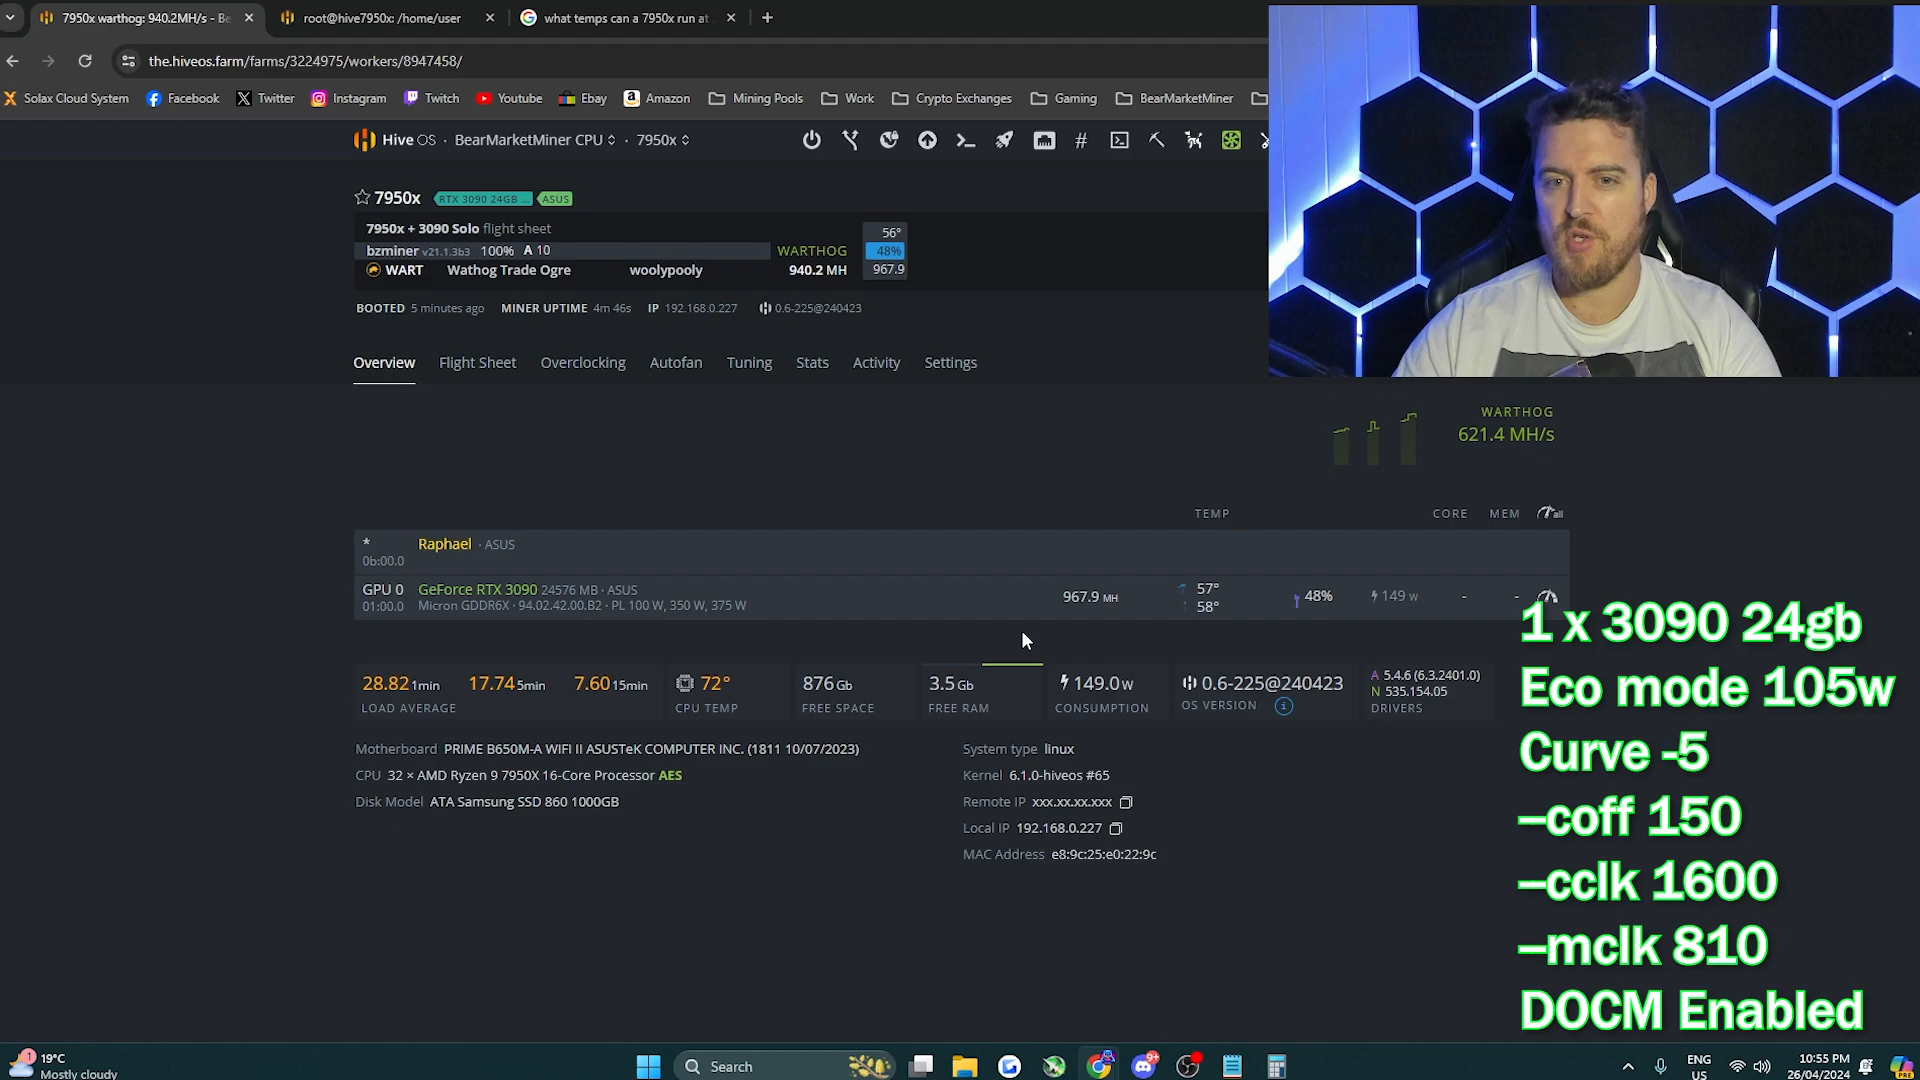 7950x warthog: 940.2MH/s - Be
root@hive7950x: /home/user
what temps can a 7950x run at
the.hiveos.farm/farms/3224975/workers/8947458/
Solax Cloud System
Facebook
Twitter
Instagram
Twitch
Youtube
Ebay
Amazon
Mining Pools
Work
Crypto Exchanges
Gaming
BearMarketMiner
Hive OS · BearMarketMiner CPU · 7950x
7950x RTX 3090 24GB ... ASUS
7950x + 3090 Solo flight sheet
56°
bzminer v21.1.3b3 100% A 10 WARTHOG 48%
WART Wathog Trade Ogre woolypooly 940.2 MH 967.9
BOOTED 5 minutes ago MINER UPTIME 4m 46s IP 192.168.0.227 0.6-225@240423
Overview Flight Sheet Overclocking Autofan Tuning Stats Activity Settings
WARTHOG
621.4 MH/s
TEMP CORE MEM all
* Raphael · ASUS
0b:00.0
GPU 0 GeForce RTX 3090 24576 MB · ASUS
01:00.0 Micron GDDR6X · 94.02.42.00.B2 · PL 100 W, 350 W, 375 W
967.9 MH
57°
58°
48%
149 W
-
-
28.82 1min 17.74 5min 7.60 15min
LOAD AVERAGE
72°
CPU TEMP
876 Gb
FREE SPACE
3.5 Gb
FREE RAM
149.0 W
CONSUMPTION
0.6-225@240423
OS VERSION
A 5.4.6 (6.3.2401.0)
N 535.154.05
DRIVERS
Motherboard PRIME B650M-A WIFI II ASUSTeK COMPUTER INC. (1811 10/07/2023)
CPU 32 × AMD Ryzen 9 7950X 16-Core Processor AES
Disk Model ATA Samsung SSD 860 1000GB
System type linux
Kernel 6.1.0-hiveos #65
Remote IP xxx.xx.xx.xxx
Local IP 192.168.0.227
MAC Address e8:9c:25:e0:22:9c
1 x 3090 24gb
Eco mode 105w
Curve -5
–coff 150
–cclk 1600
–mclk 810
DOCM Enabled
1
19°C
Mostly cloudy
Search
9+
ENG
US
10:55 PM
26/04/2024
PRE